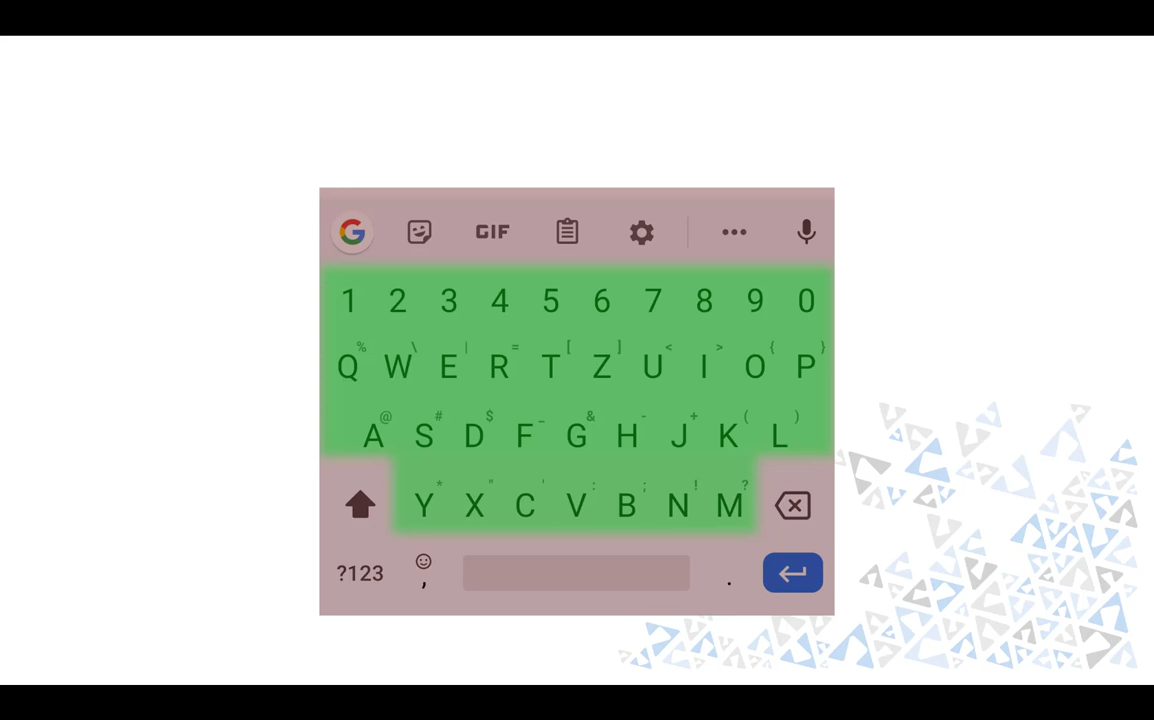 GIF
1 2 3 4 5 6 7 8 9 0
% \ | = [ ] < > { }
Q W E R T Z U I O P
@ # $ _ & - + ( )
A S D F G H J K L
* " ' : ; ! ?
Y X C V B N M
?123 , .